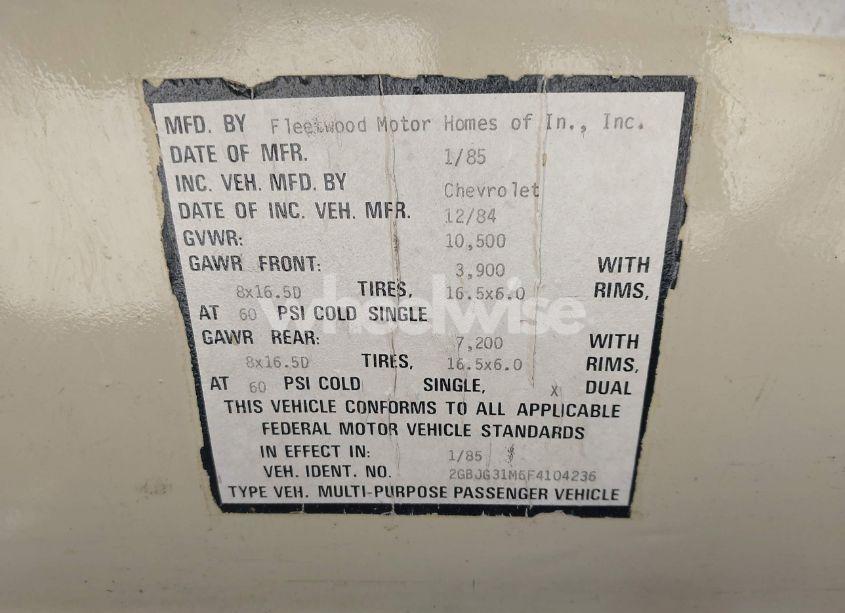 MFD. BY Fleetwood Motor Homes of In., Inc.
DATE OF MFR. 1/85
INC. VEH. MFD. BY Chevrolet
DATE OF INC. VEH. MFR. 12/84
GVWR: 10,500
GAWR FRONT: 3,900 WITH
8x16.5D TIRES, 16.5x6.0 RIMS,
AT 60 PSI COLD SINGLE
wheelwise
GAWR REAR: 7,200 WITH
8x16.5D TIRES, 16.5x6.0 RIMS,
AT 60 PSI COLD SINGLE, X DUAL
THIS VEHICLE CONFORMS TO ALL APPLICABLE
FEDERAL MOTOR VEHICLE STANDARDS
IN EFFECT IN: 1/85
VEH. IDENT. NO. 2GBJG31M6F4104236
TYPE VEH. MULTI-PURPOSE PASSENGER VEHICLE